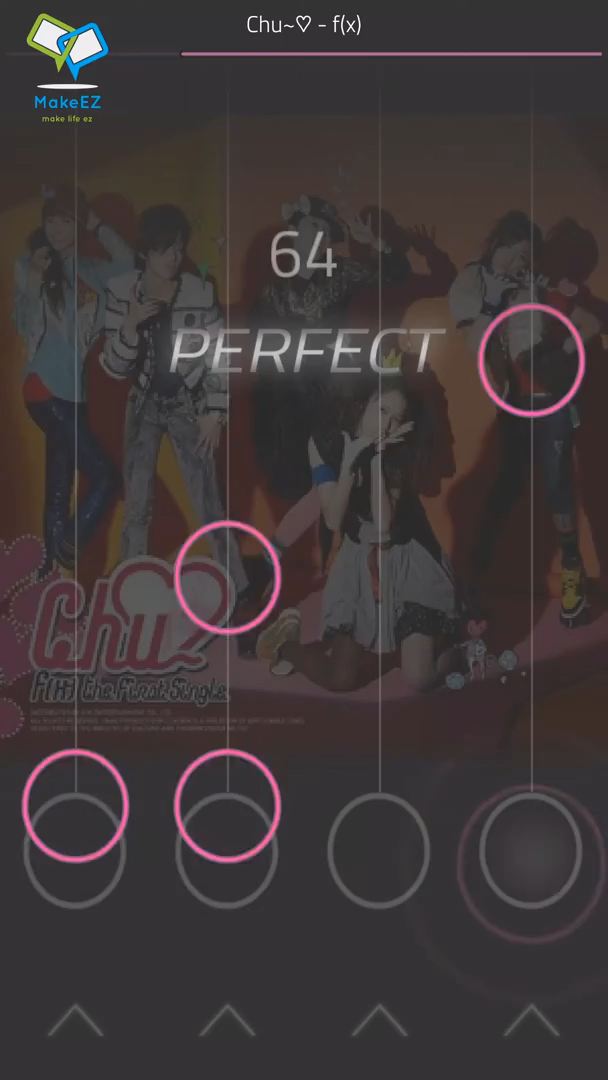 Chu~♡ - f(x)
MakeEZ
make life ez
64
PERFECT
Chu♡
f(x) the First Single